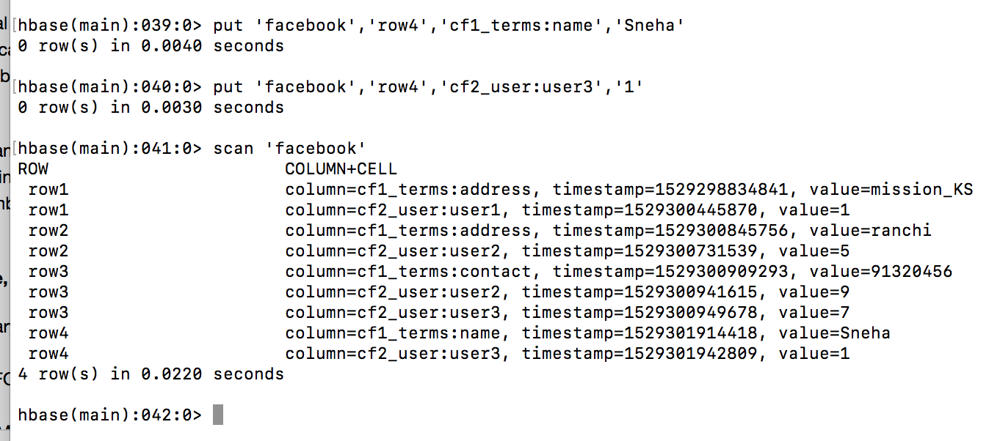 [hbase(main):039:0> put 'facebook','row4','cf1_terms:name','Sneha'
0 row(s) in 0.0040 seconds
[hbase(main):040:0> put 'facebook','row4','cf2_user:user3','1'
0 row(s) in 0.0030 seconds
[hbase(main):041:0> scan 'facebook'
ROW COLUMN+CELL
row1 column=cf1_terms:address, timestamp=1529298834841, value=mission_KS
row1 column=cf2_user:user1, timestamp=1529300445870, value=1
row2 column=cf1_terms:address, timestamp=1529300845756, value=ranchi
row2 column=cf2_user:user2, timestamp=1529300731539, value=5
row3 column=cf1_terms:contact, timestamp=1529300909293, value=91320456
row3 column=cf2_user:user2, timestamp=1529300941615, value=9
row3 column=cf2_user:user3, timestamp=1529300949678, value=7
row4 column=cf1_terms:name, timestamp=1529301914418, value=Sneha
row4 column=cf2_user:user3, timestamp=1529301942809, value=1
4 row(s) in 0.0220 seconds
hbase(main):042:0>